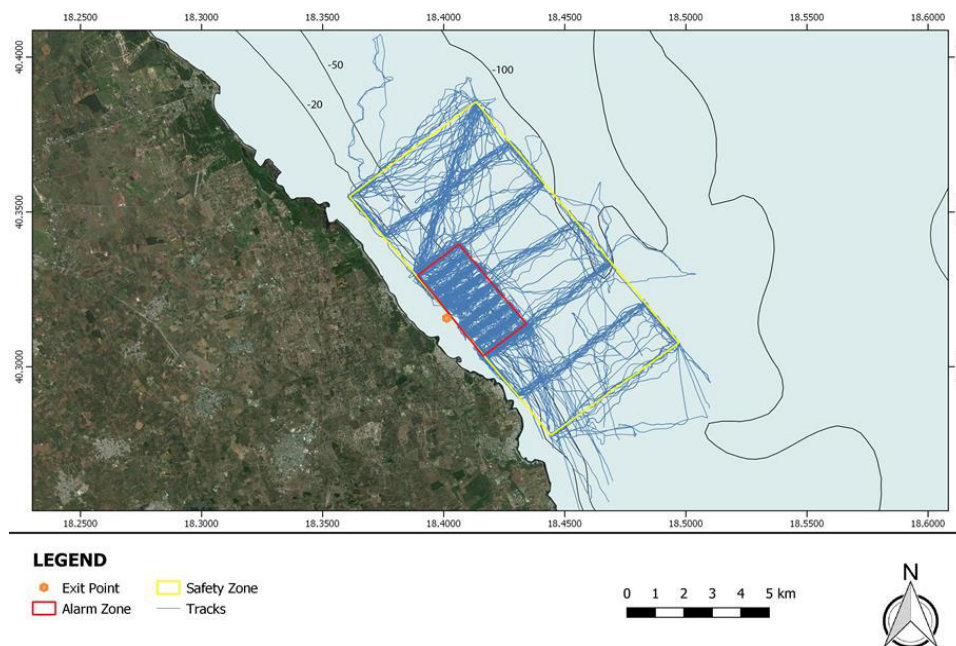 18.2500 18.3000 18.3500 18.4000 18.4500 18.5000 18.5500 18.6000
40.4000
-50
-100
-20
40.3500
40.3000
18.2500 18.3000 18.3500 18.4000 18.4500 18.5000 18.5500 18.6000
LEGEND
Exit Point
Safety Zone
Alarm Zone
Tracks
0 1 2 3 4 5 km
N